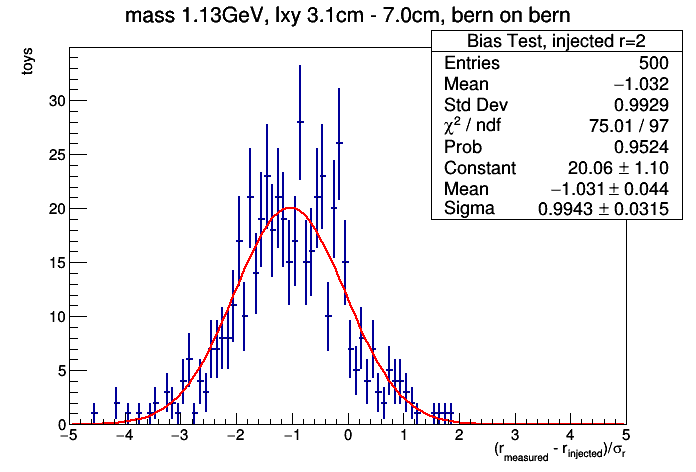 mass 1.13GeV, lxy 3.1cm - 7.0cm, bern on bern
toys
Bias Test, injected r=2
Entries 500
Mean −1.032
Std Dev 0.9929
χ² / ndf 75.01 / 97
Prob 0.9524
Constant 20.06 ± 1.10
Mean −1.031 ± 0.044
Sigma 0.9943 ± 0.0315
30
25
20
15
10
5
0
−5 −4 −3 −2 −1 0 1 2 3 4 5
(r_measured - r_injected)/σ_r